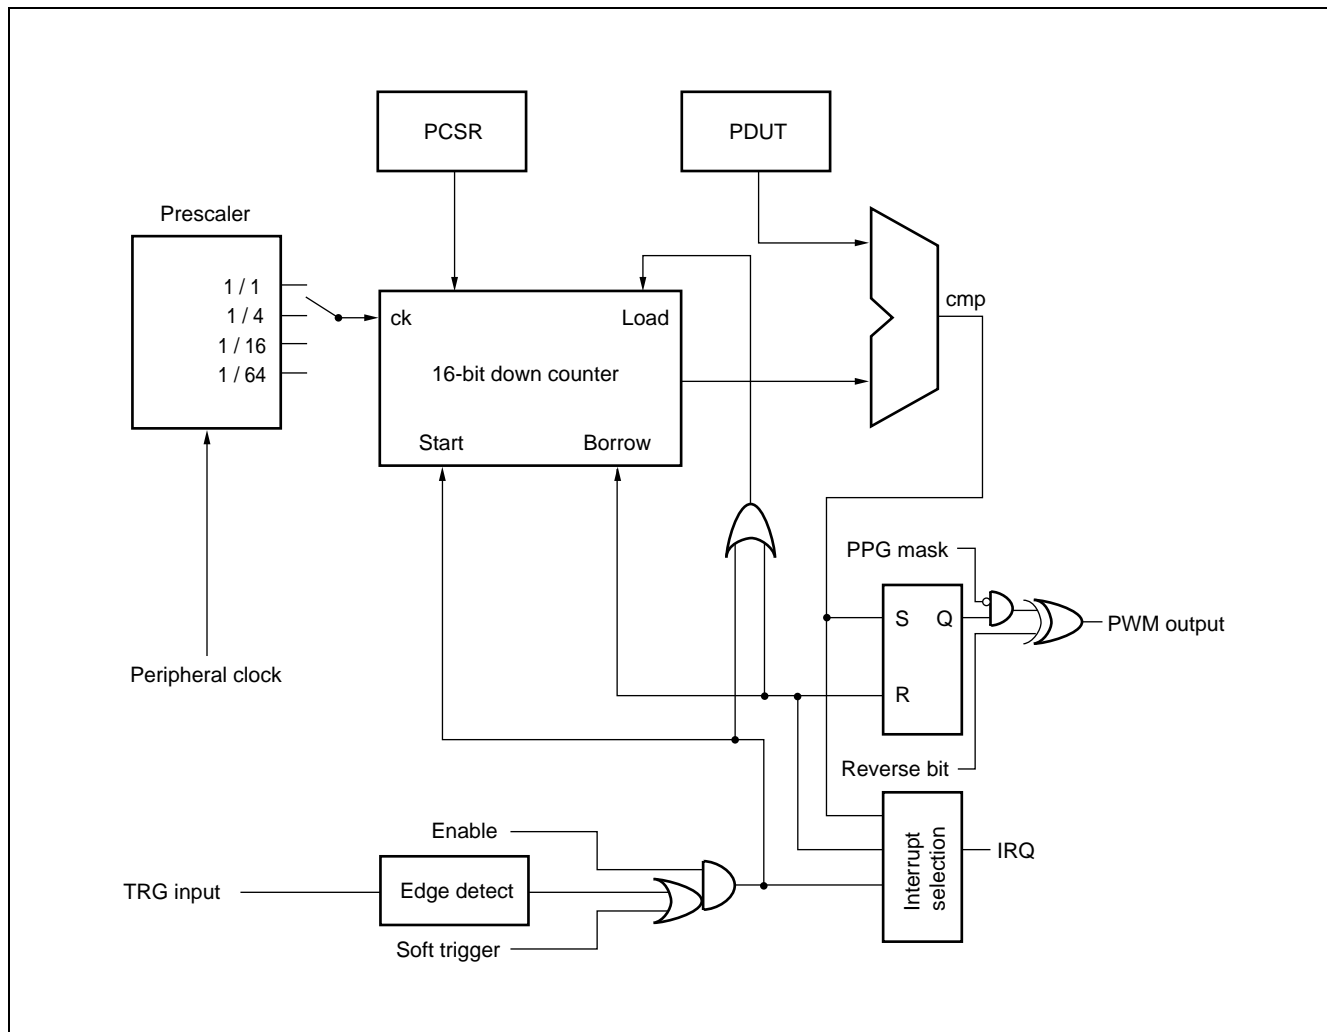 PCSR
PDUT
Prescaler
1 / 1
1 / 4
1 / 16
1 / 64
ck
Load
16-bit down counter
Start
Borrow
cmp
PPG mask
S
Q
R
PWM output
Peripheral clock
Reverse bit
Enable
TRG input
Edge detect
Soft trigger
Interrupt
selection
IRQ